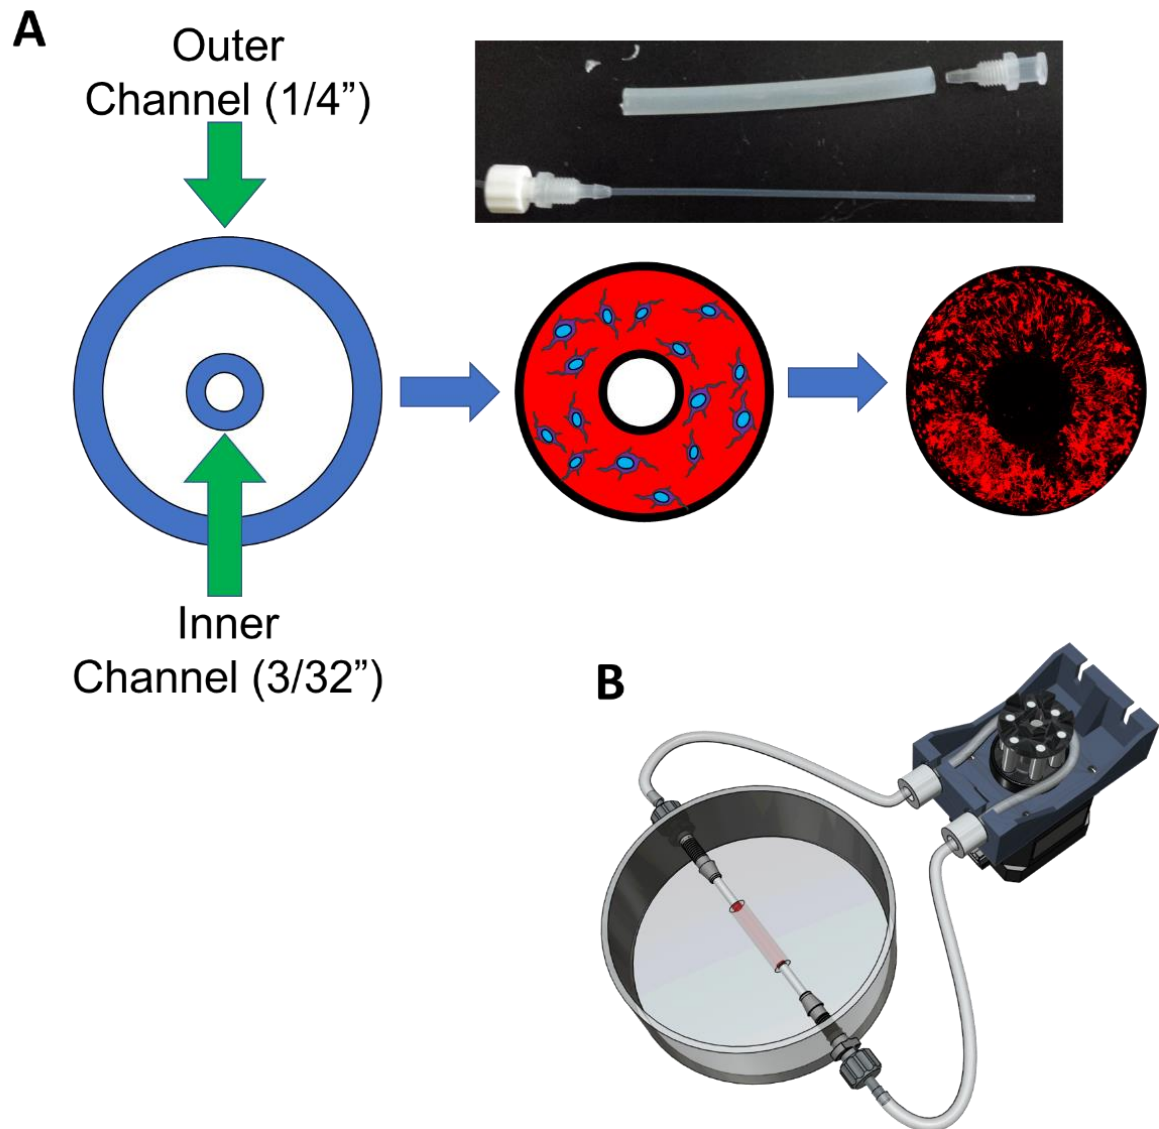 A
Outer
Channel (1/4”)
Inner
Channel (3/32”)
B